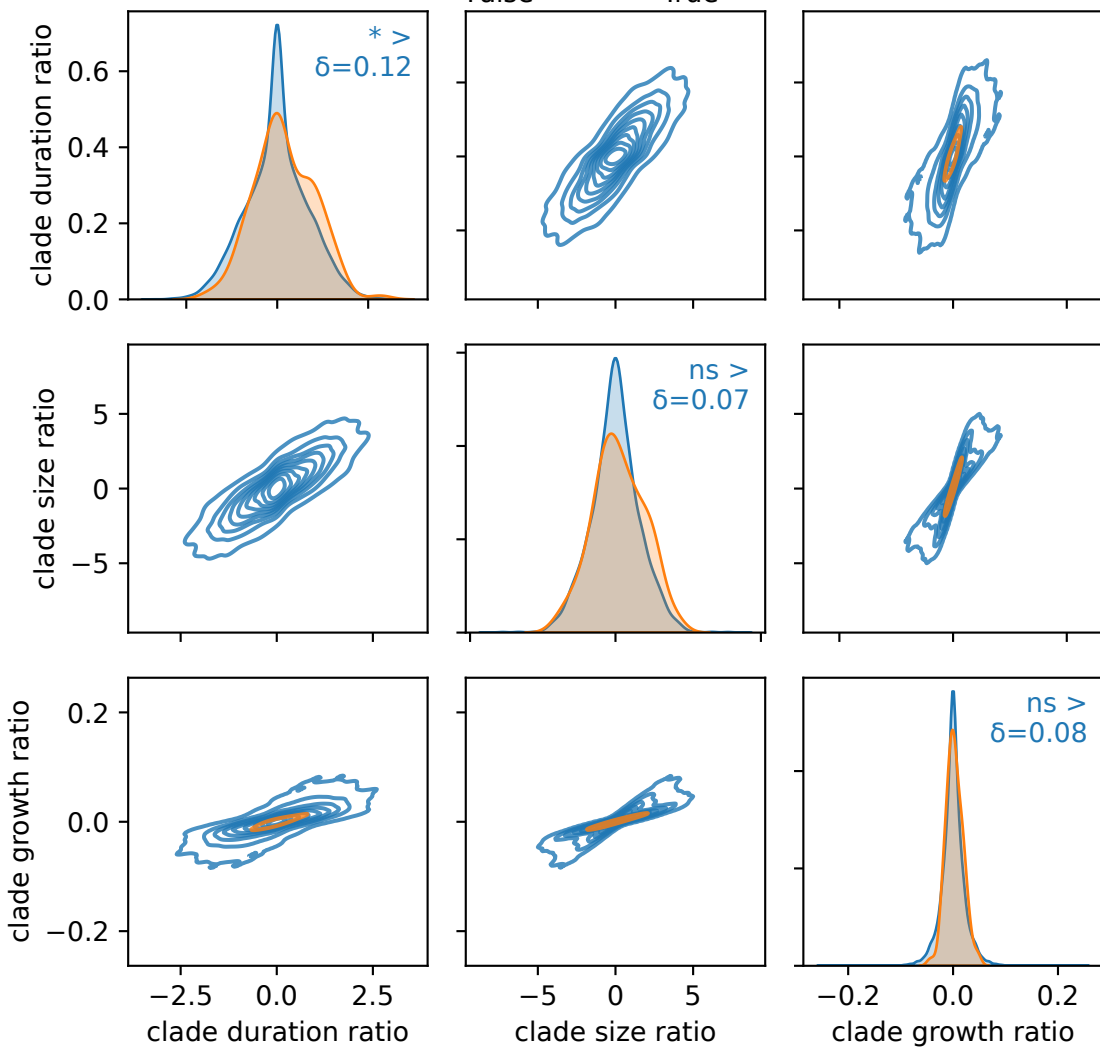 clade duration ratio
0.6
0.4
0.2
0.0
* >
δ=0.12
clade size ratio
5
0
−5
ns >
δ=0.07
clade growth ratio
0.2
0.0
−0.2
ns >
δ=0.08
−2.5 0.0 2.5
−5 0 5
−0.2 0.0 0.2
clade duration ratio
clade size ratio
clade growth ratio